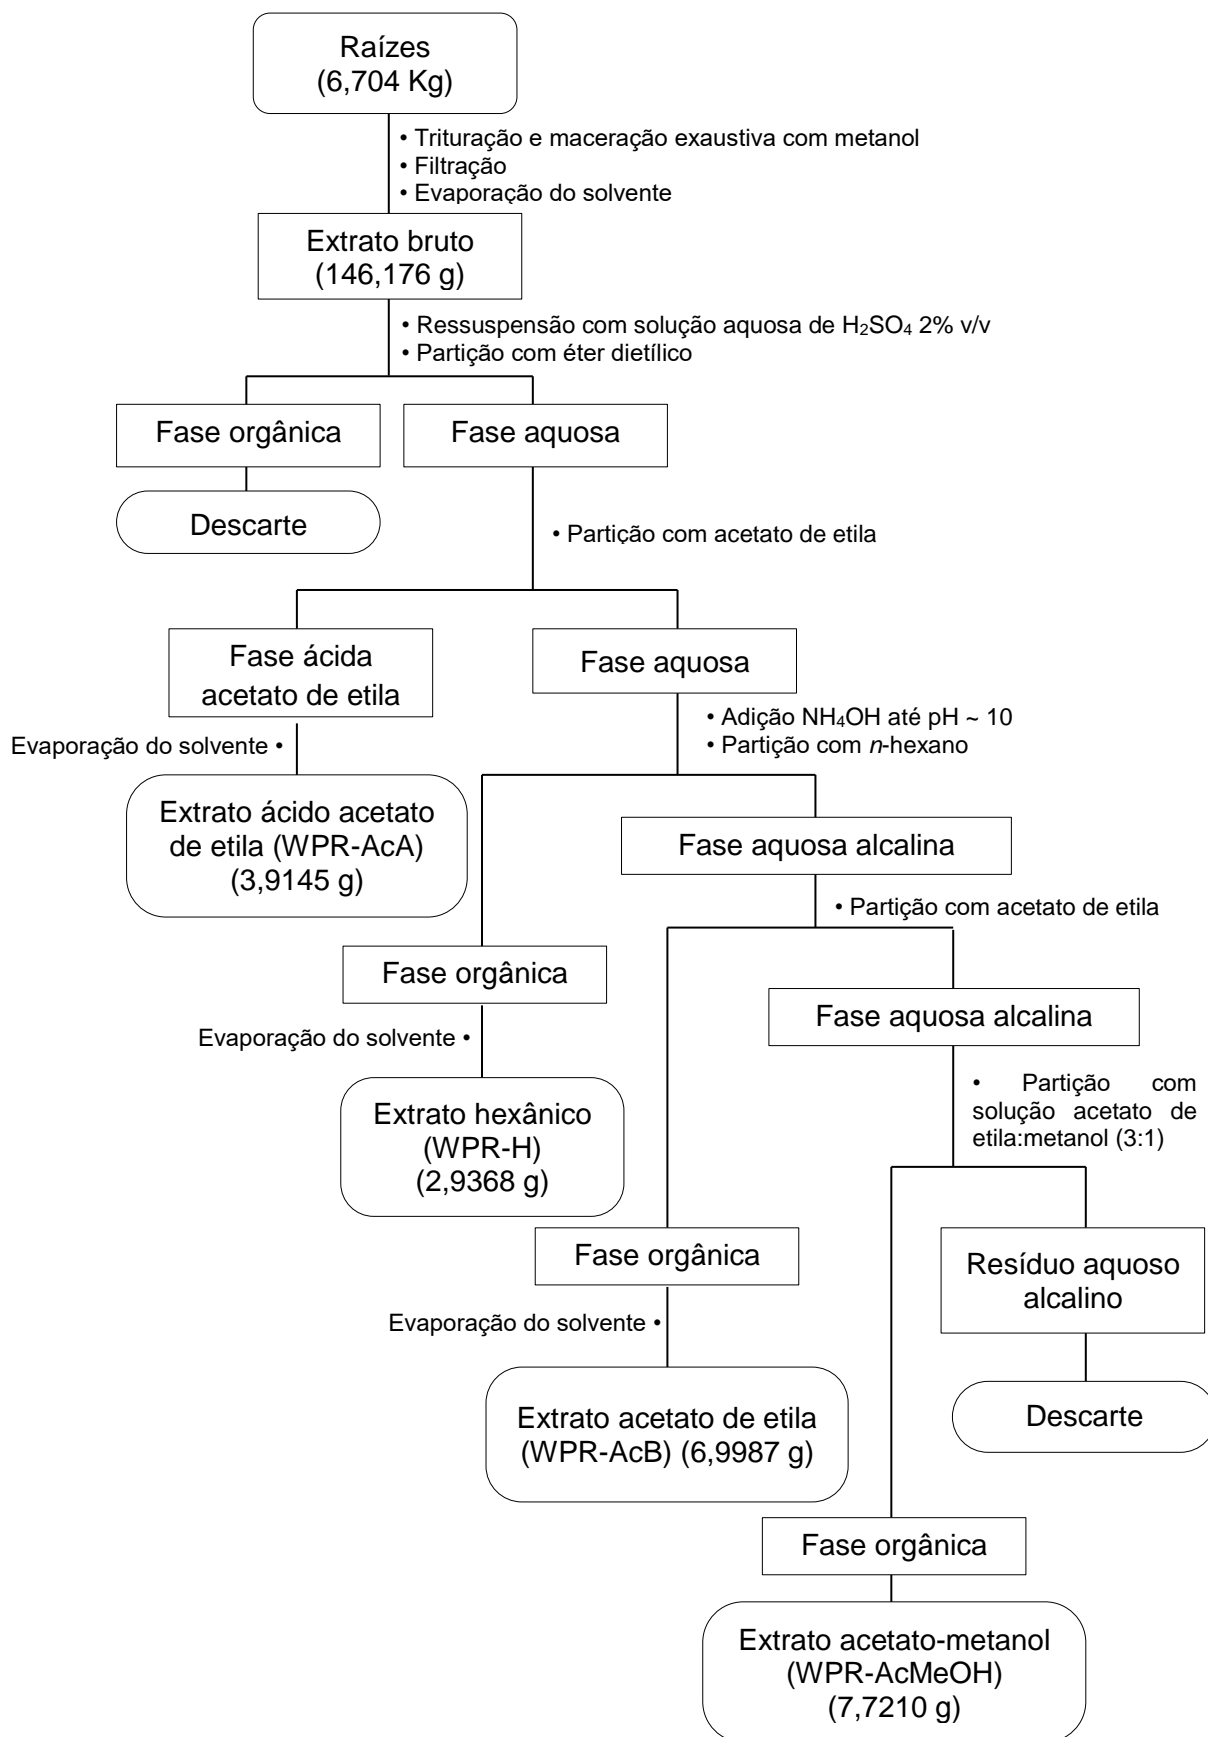 Raízes
(6,704 Kg)
• Trituração e maceração exaustiva com metanol
• Filtração
• Evaporação do solvente
Extrato bruto
(146,176 g)
• Ressuspensão com solução aquosa de H₂SO₄ 2% v/v
• Partição com éter dietílico
Fase orgânica
Fase aquosa
Descarte
• Partição com acetato de etila
Fase ácida
acetato de etila
Fase aquosa
Evaporação do solvente •
• Adição NH₄OH até pH ~ 10
• Partição com n-hexano
Extrato ácido acetato
de etila (WPR-AcA)
(3,9145 g)
Fase aquosa alcalina
• Partição com acetato de etila
Fase orgânica
Fase aquosa alcalina
Evaporação do solvente •
• Partição com
solução acetato de
etila:metanol (3:1)
Extrato hexânico
(WPR-H)
(2,9368 g)
Fase orgânica
Resíduo aquoso
alcalino
Evaporação do solvente •
Extrato acetato de etila
(WPR-AcB) (6,9987 g)
Descarte
Fase orgânica
Extrato acetato-metanol
(WPR-AcMeOH)
(7,7210 g)